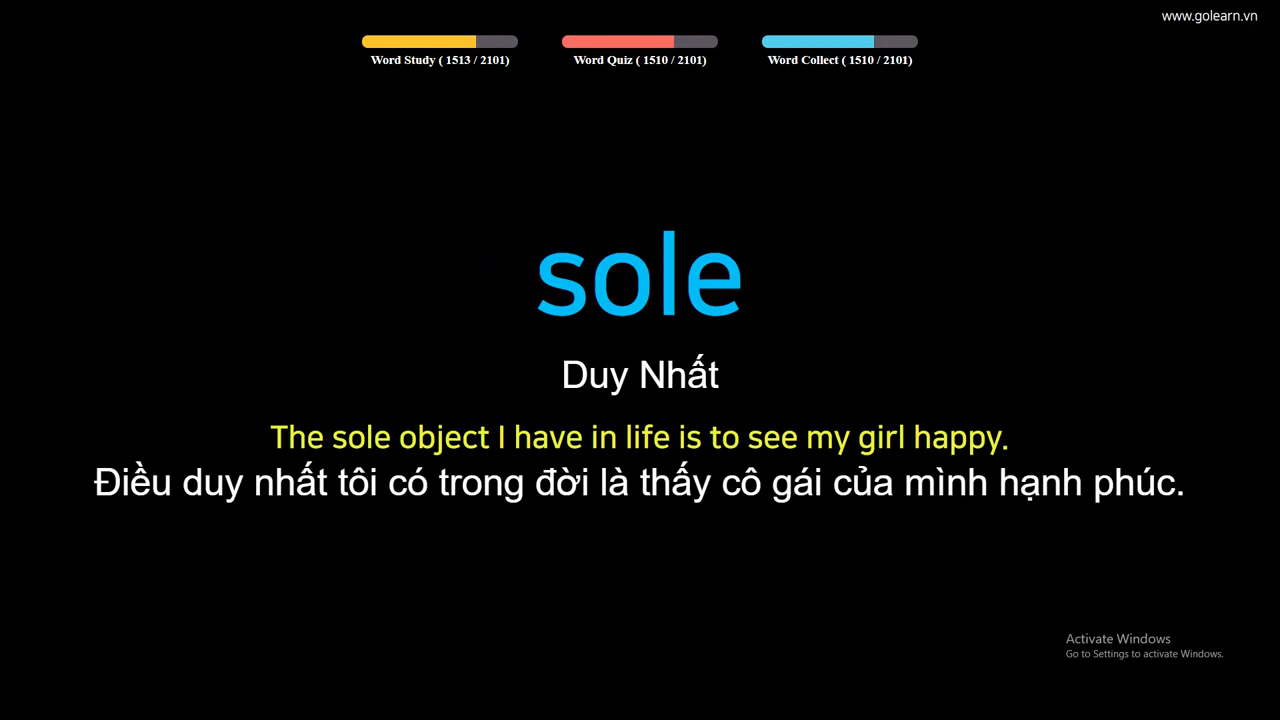 www.golearn.vn
Word Study ( 1513 / 2101) Word Quiz ( 1510 / 2101) Word Collect ( 1510 / 2101)
sole
Duy Nhất
The sole object I have in life is to see my girl happy.
Điều duy nhất tôi có trong đời là thấy cô gái của mình hạnh phúc.
Activate Windows
Go to Settings to activate Windows.